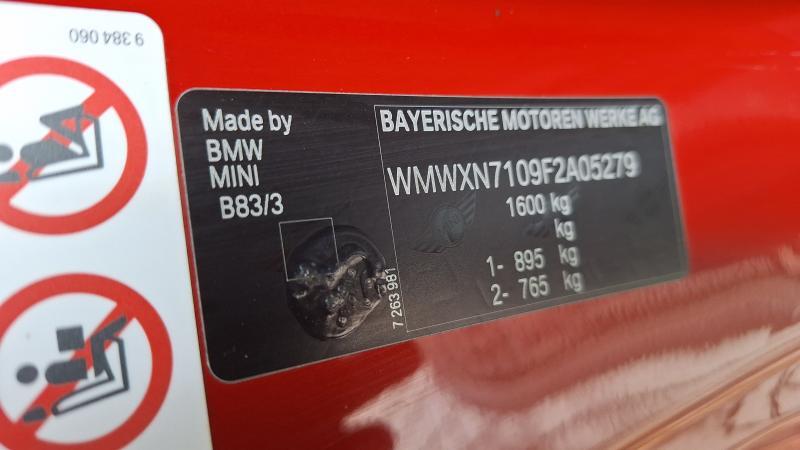 9 384 060
Made by
BMW
MINI
B83/3
BAYERISCHE MOTOREN WERKE AG
WMWXN7109F2A05279
1600 kg
kg
1- 895 kg
2- 765 kg
7 263 981